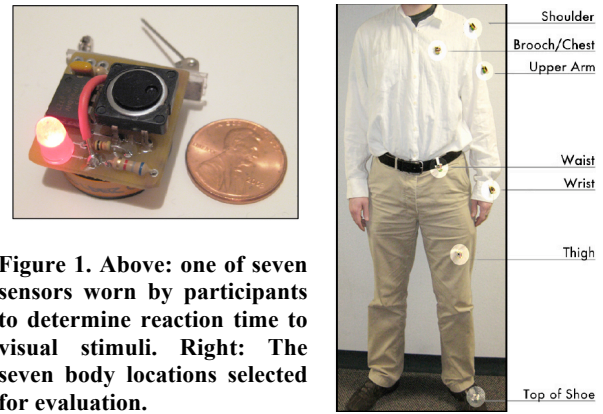 Shoulder
Brooch/Chest
Upper Arm
Waist
Wrist
Thigh
Top of Shoe
Figure 1. Above: one of seven
sensors worn by participants
to determine reaction time to
visual stimuli. Right: The
seven body locations selected
for evaluation.